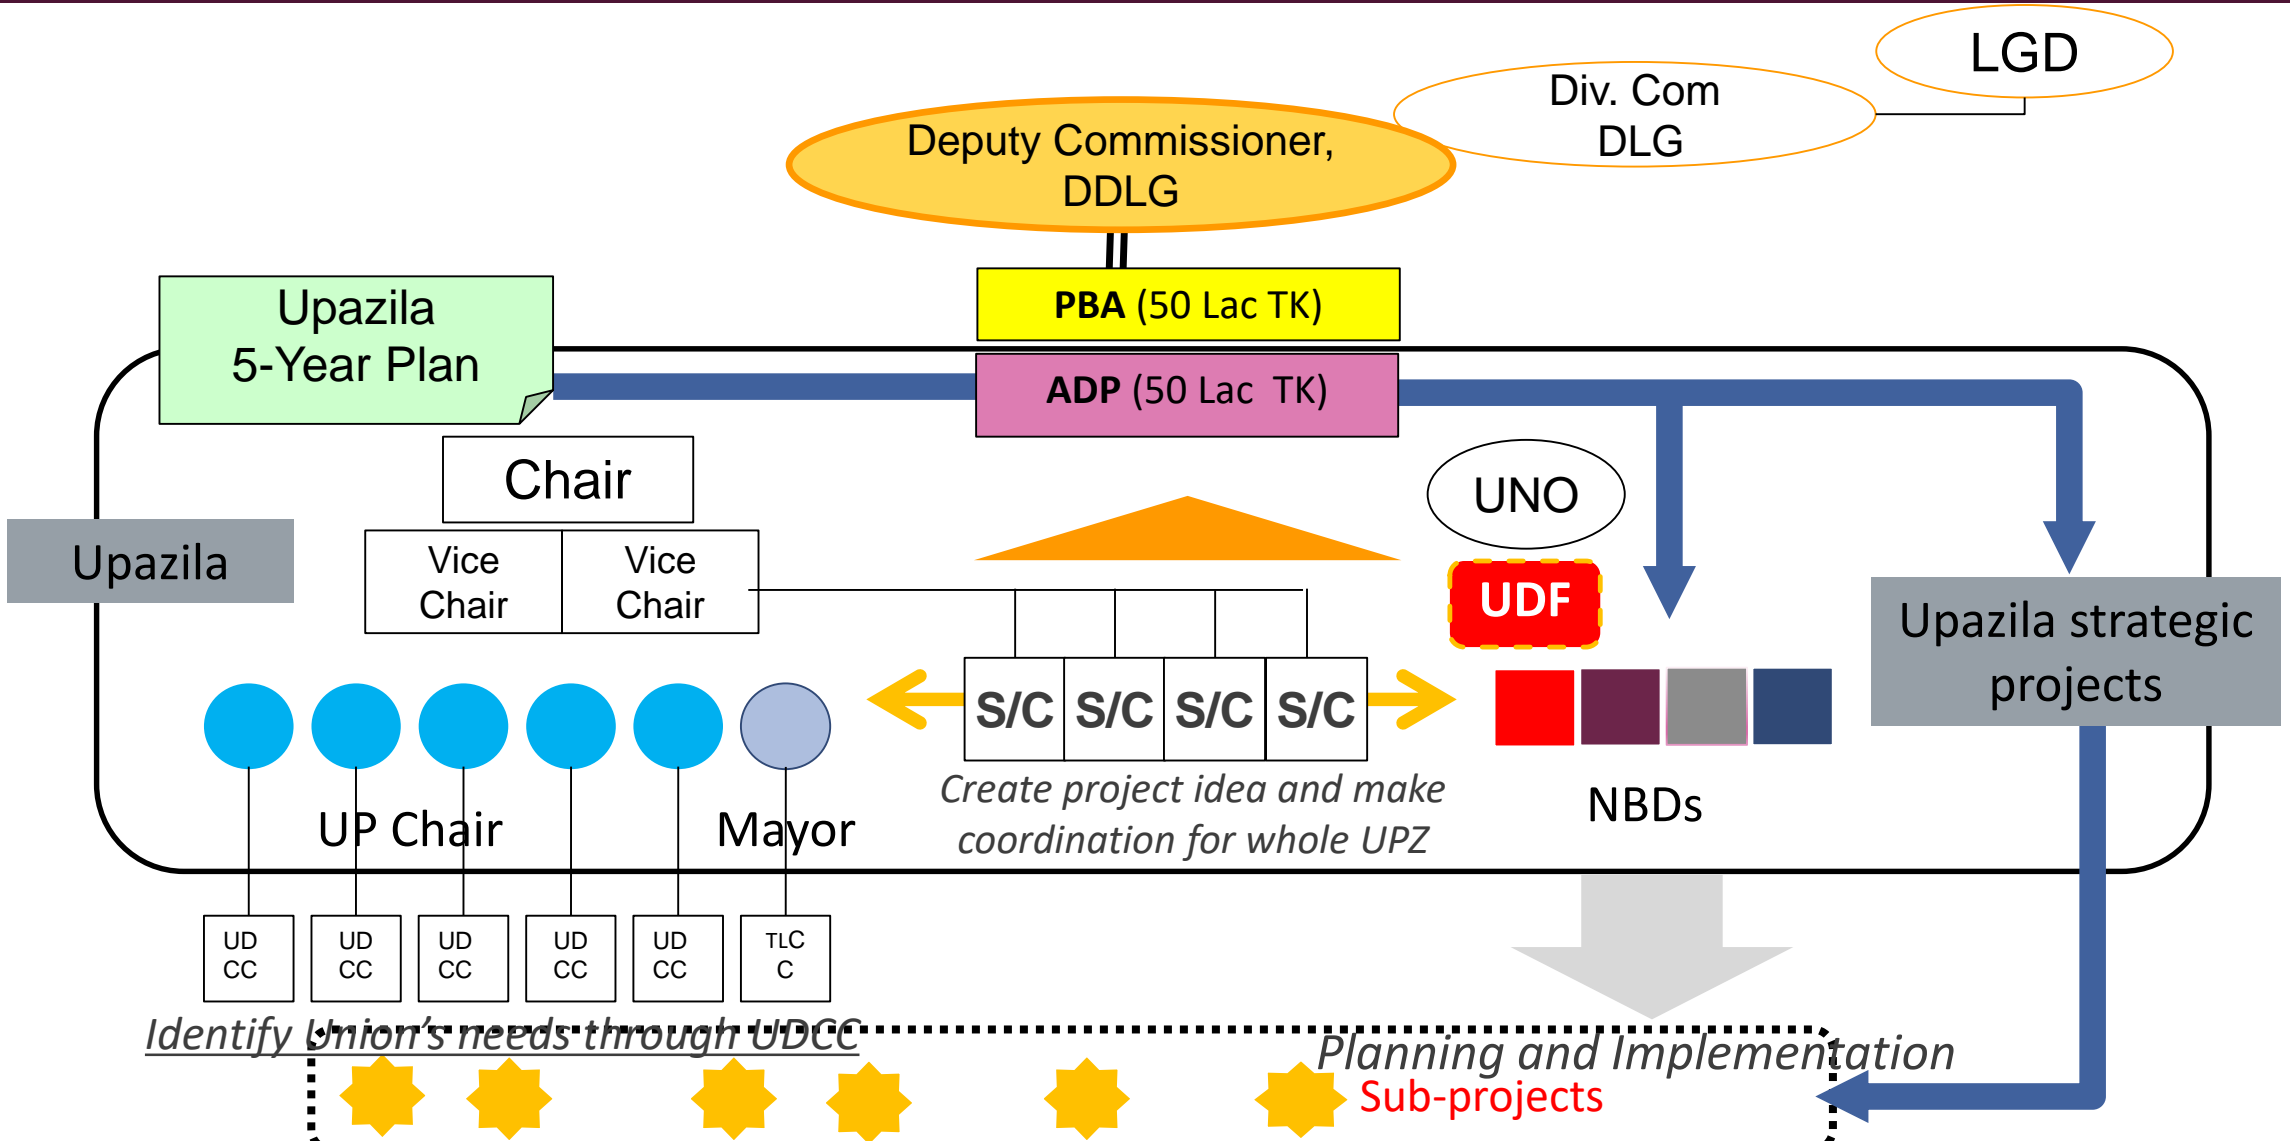 LGD
Div. Com
DLG
Deputy Commissioner,
DDLG
PBA (50 Lac TK)
Upazila
5-Year Plan
ADP (50 Lac TK)
Chair
UNO
Upazila
Vice
Chair
Vice
Chair
UDF
Upazila strategic
projects
S/C
S/C
S/C
S/C
Create project idea and make
coordination for whole UPZ
NBDs
UP Chair
Mayor
UD
CC
UD
CC
UD
CC
UD
CC
UD
CC
TLC
C
Identify Union's needs through UDCC
Planning and Implementation
Sub-projects